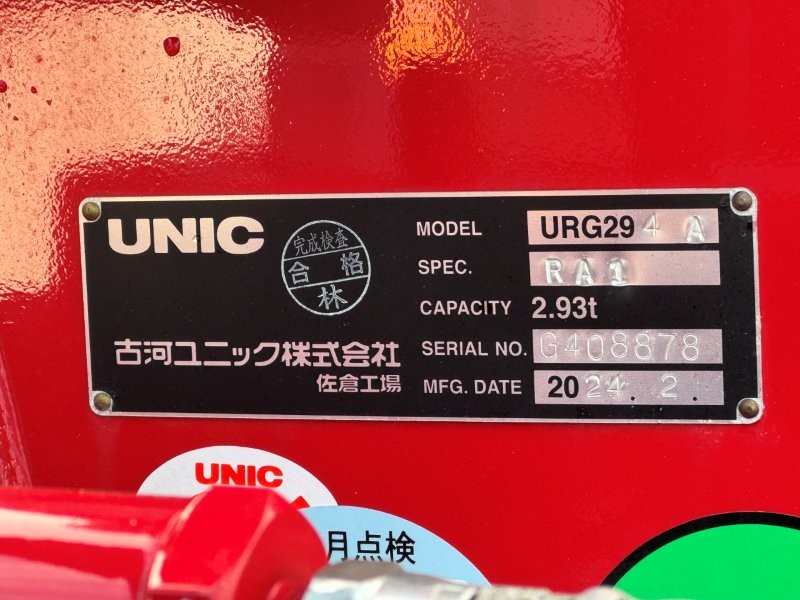 UNIC
完成検査
合格
林
古河ユニック株式会社
佐倉工場
MODEL URG294 A
SPEC. RA1
CAPACITY 2.93t
SERIAL NO. G408878
MFG. DATE 2024. 2.
UNIC
月点検